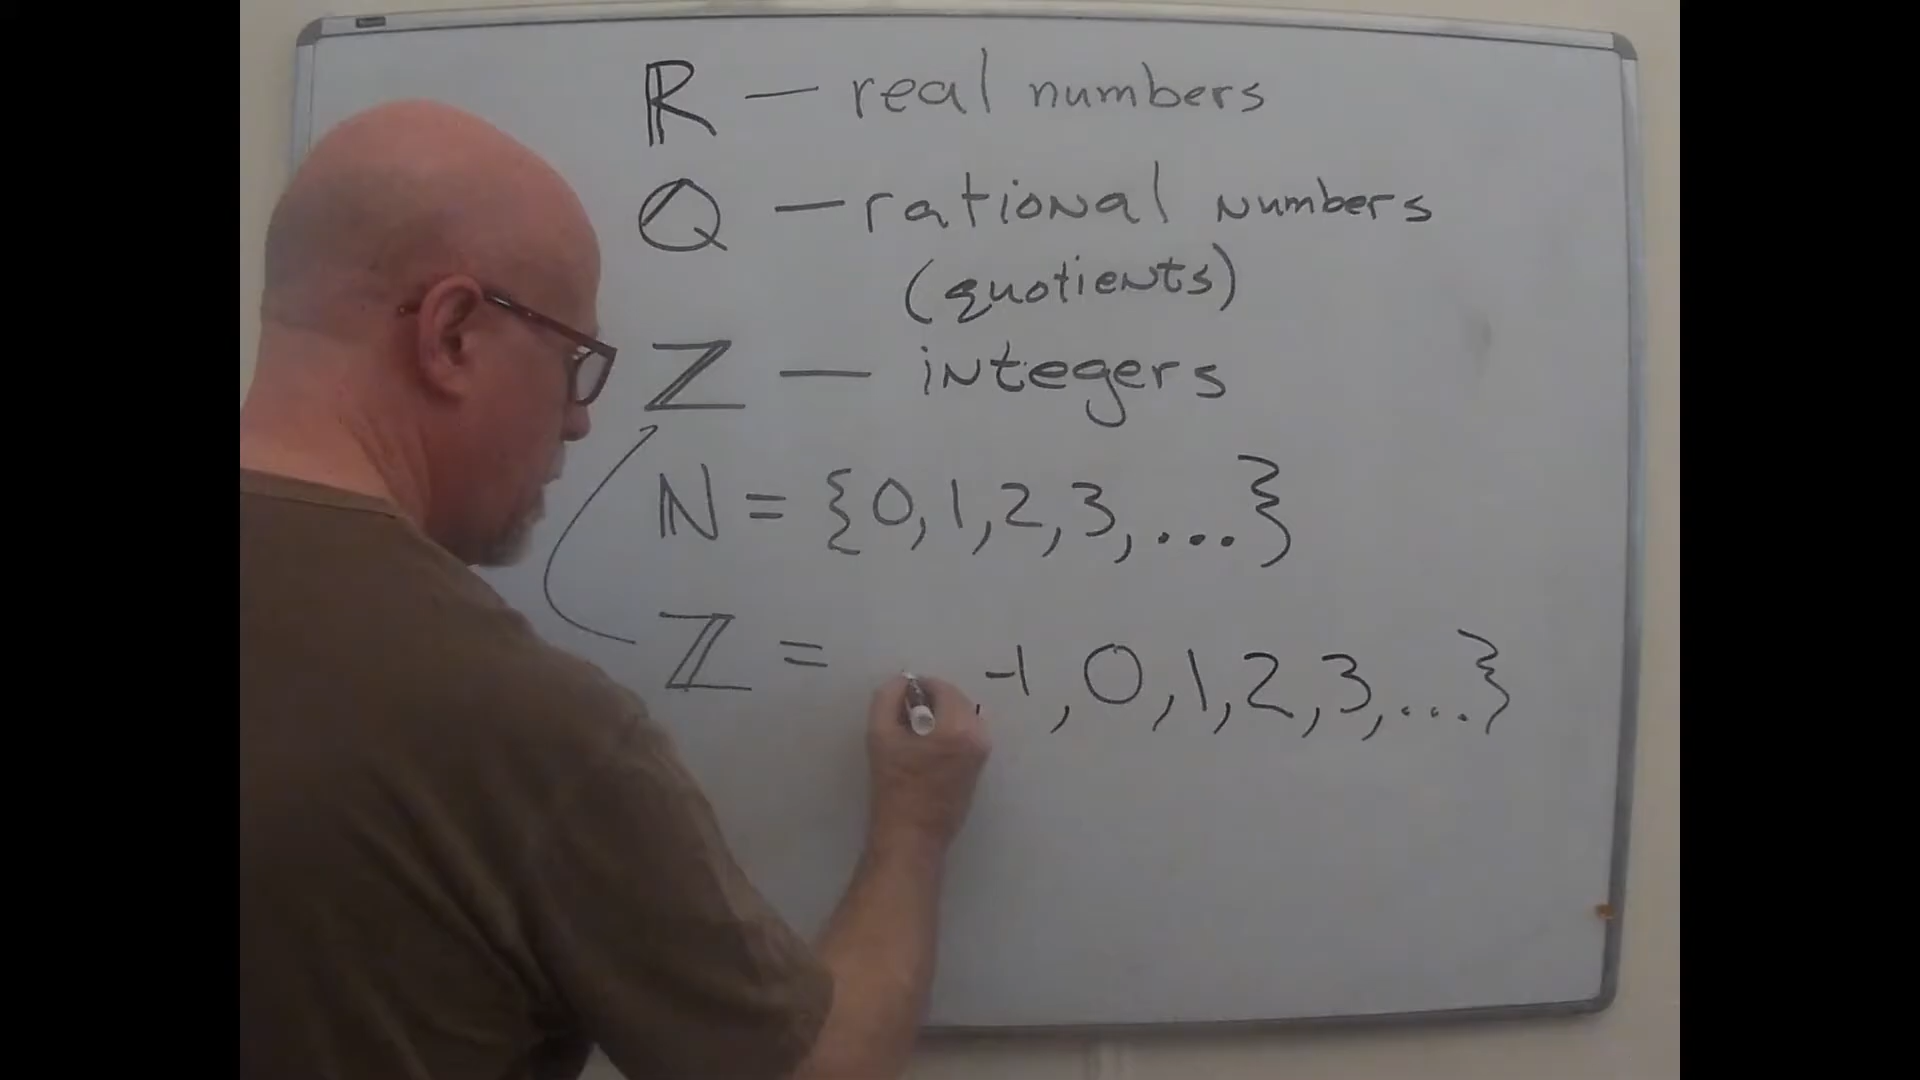 ℝ — real numbers
ℚ — rational numbers
(quotients)
ℤ — integers
ℕ = {0, 1, 2, 3, ...}
ℤ = , -1, 0, 1, 2, 3, ...}